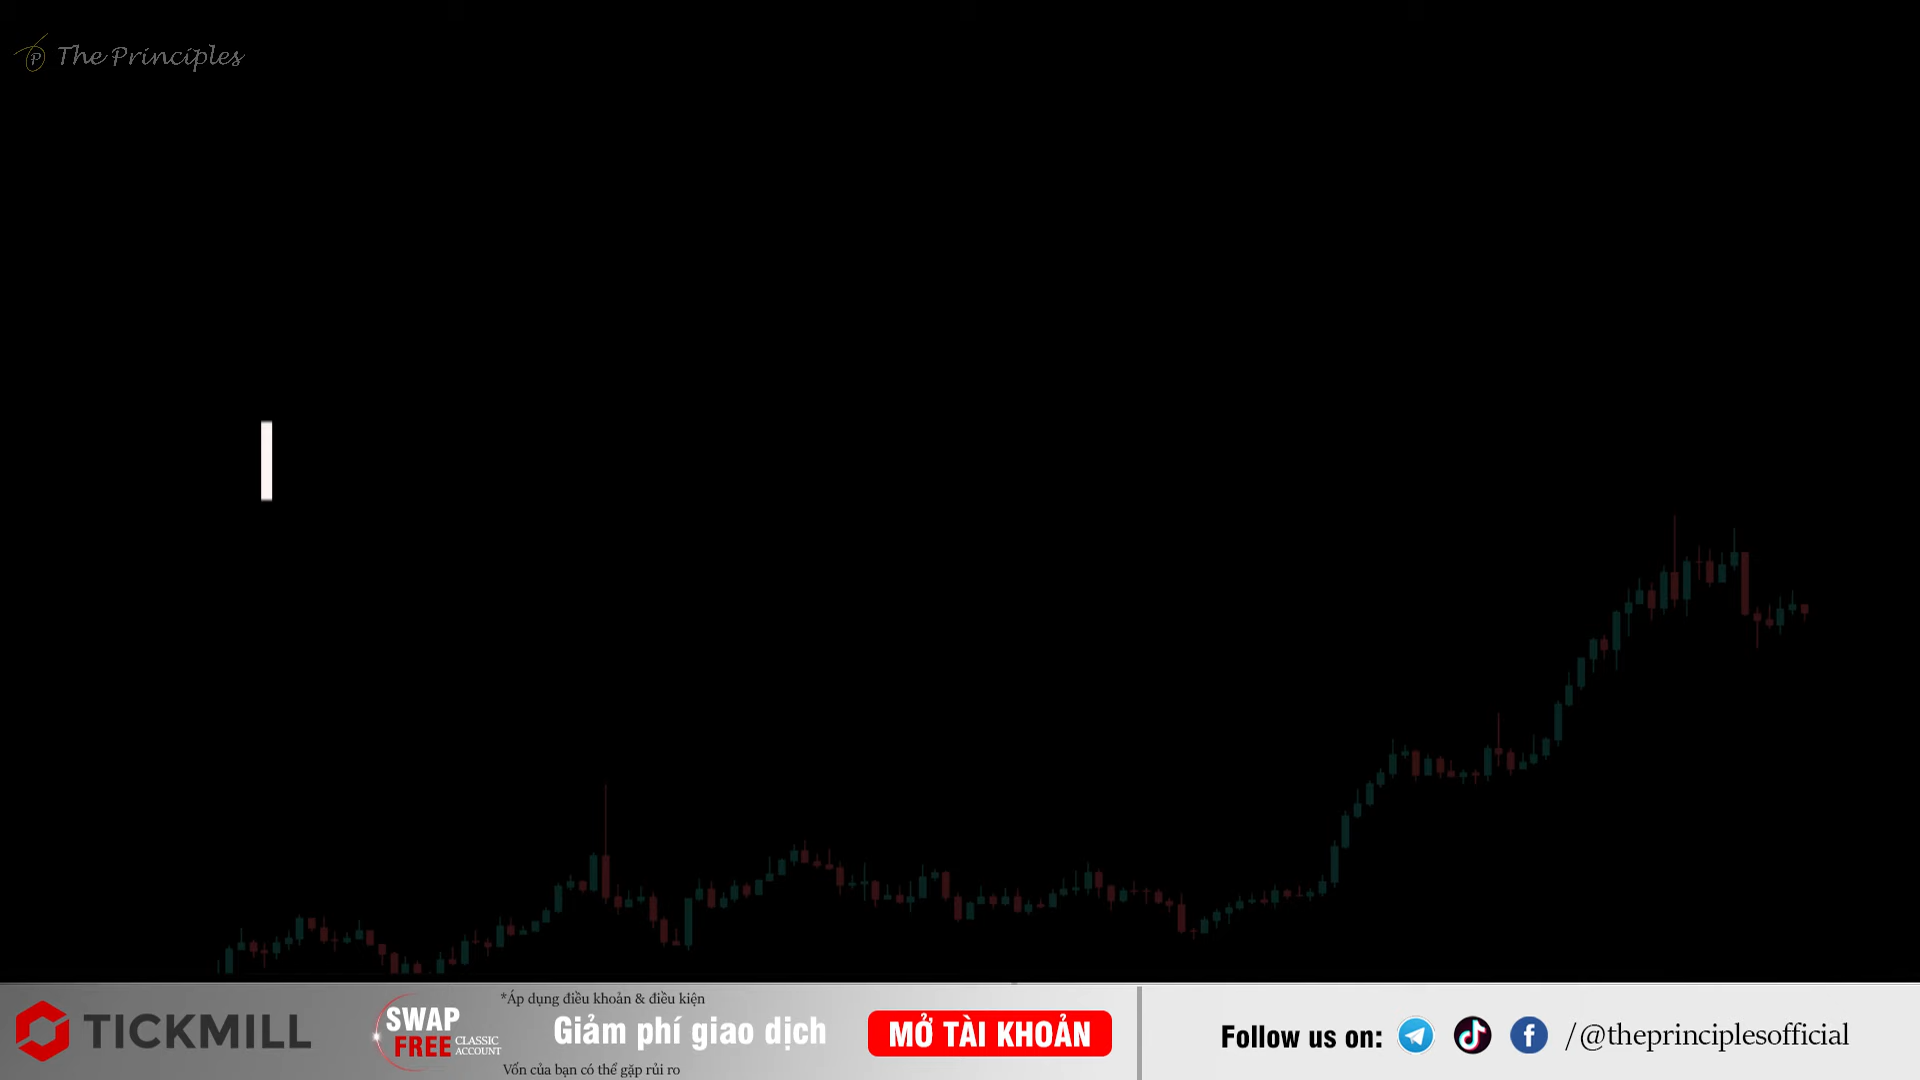 The Principles
TICKMILL
SWAP
FREE
CLASSIC
ACCOUNT
*Áp dụng điều khoản & điều kiện
Giảm phí giao dịch
Vốn của bạn có thể gặp rủi ro
MỞ TÀI KHOẢN
Follow us on:
/@theprinciplesofficial